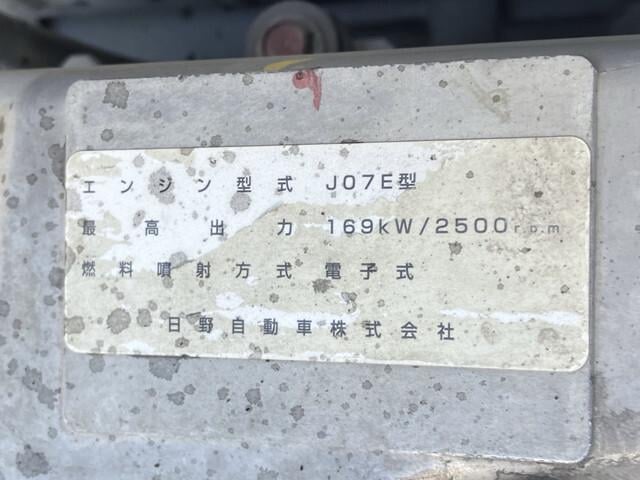 エンジン型式 J07E型
最高出力 169kW/2500rpm
燃料噴射方式 電子式
日野自動車株式会社